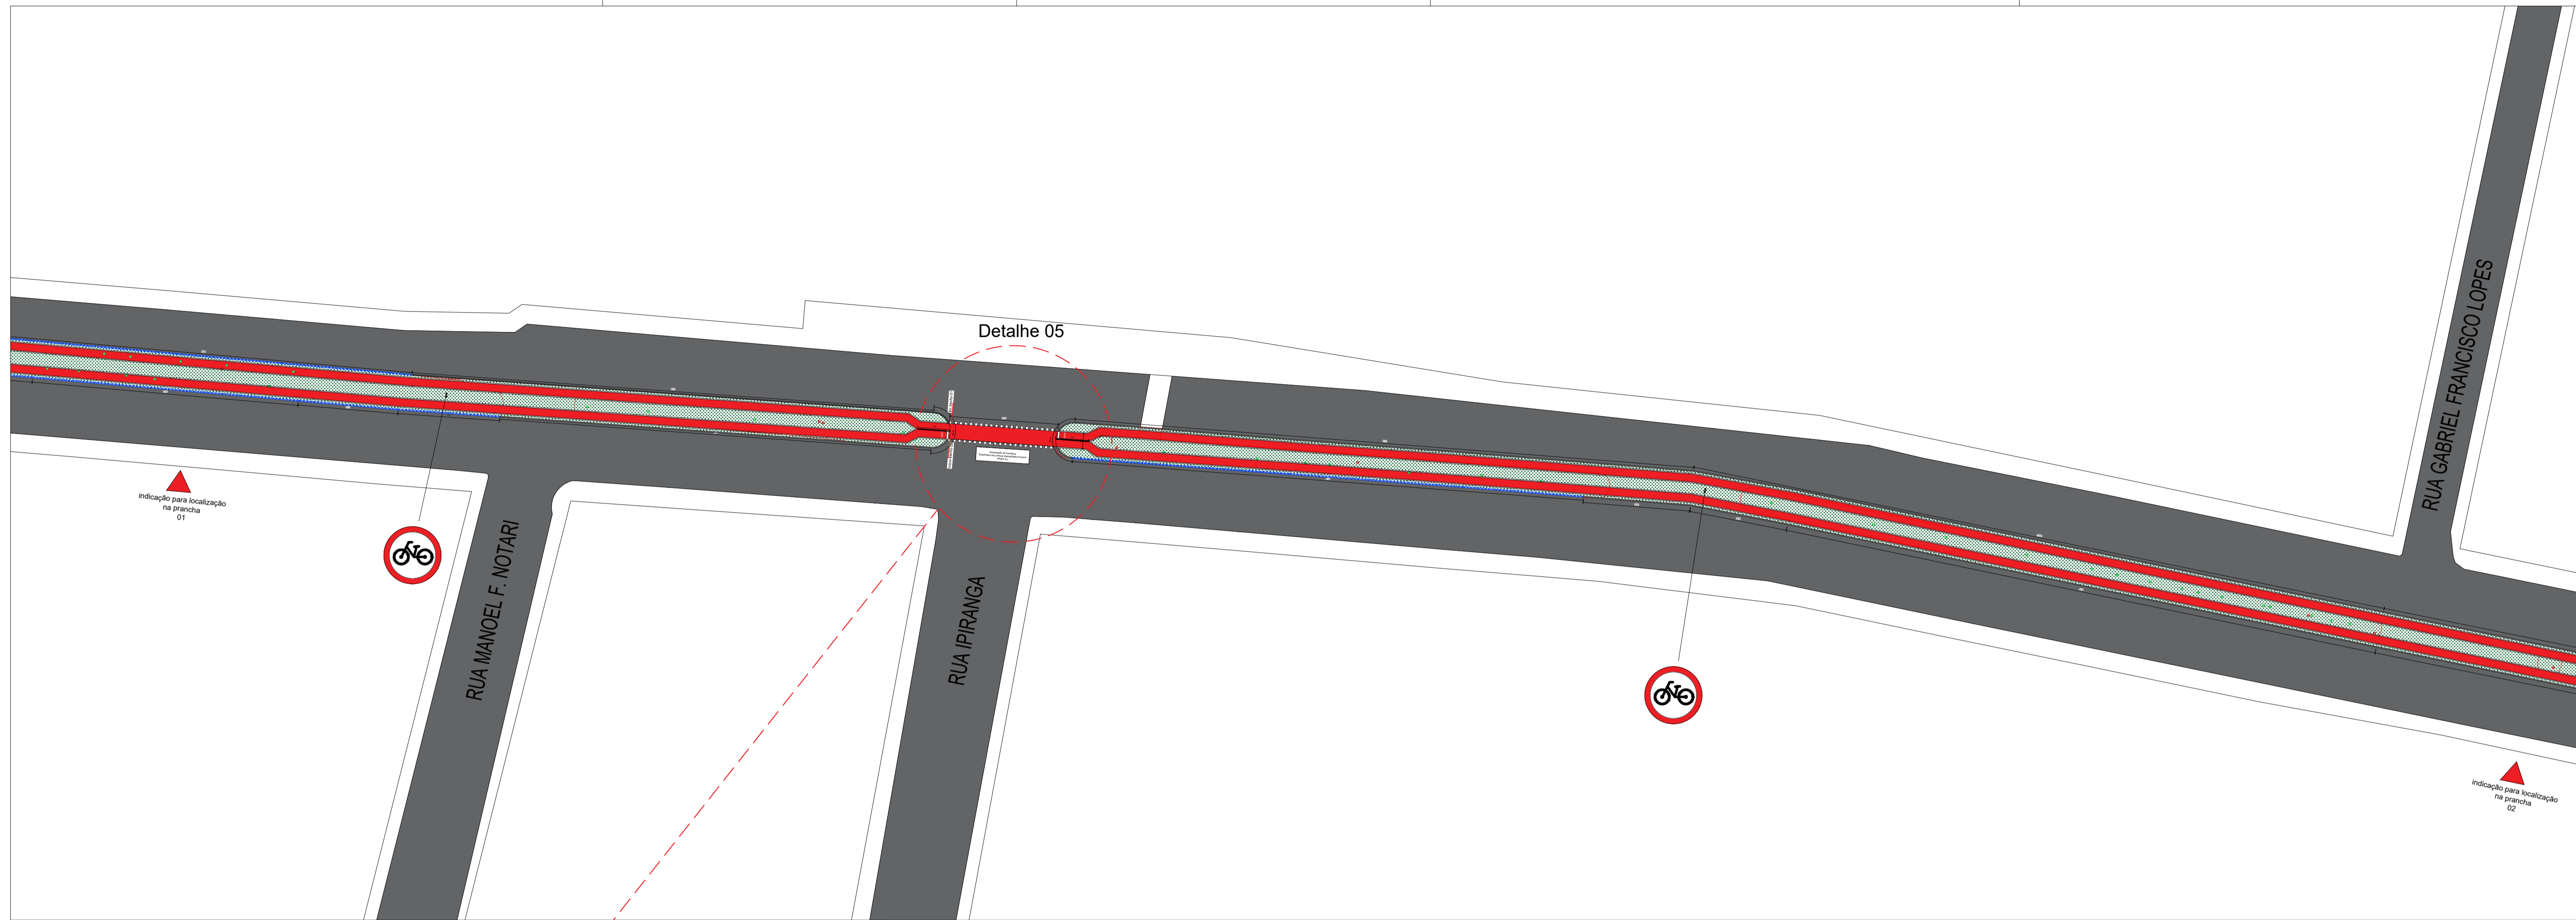 Detalhe 05
RUA GABRIEL FRANCISCO LOPES
indicação para localização
na prancha
01
RUA MANOEL F. NOTARI
RUA IPIRANGA
indicação para localização
na prancha
02